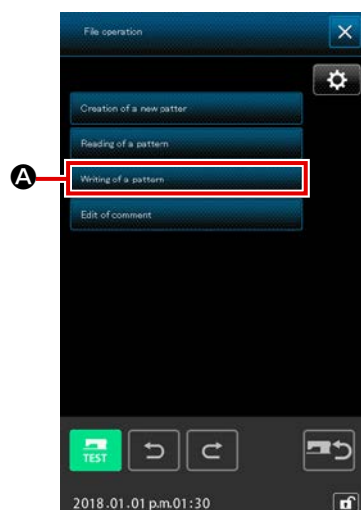 File operation
Creation of a new patter
Reading of a pattern
A
Writing of a pattern
Edit of comment
TEST
2018.01.01 p.m.01:30